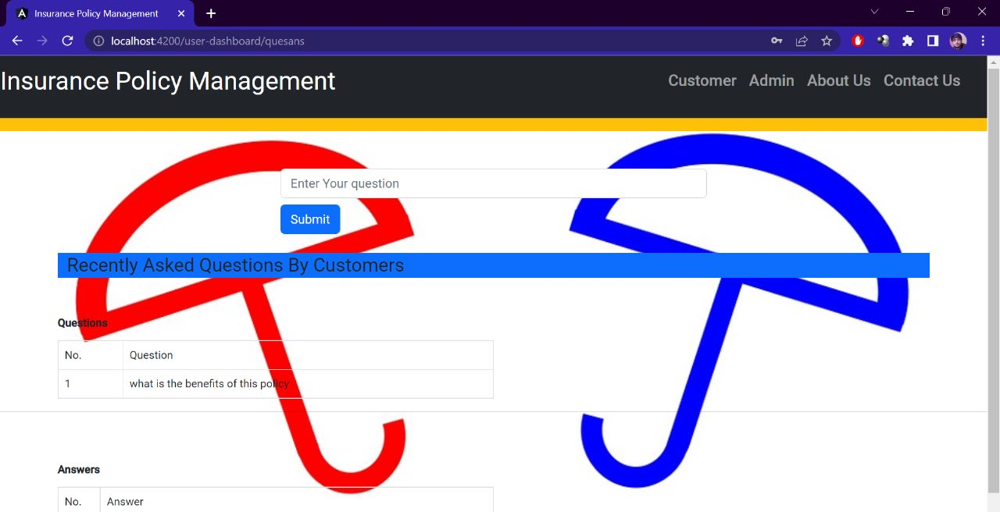 Insurance Policy Management
localhost:4200/user-dashboard/quesans
Insurance Policy Management
Customer Admin About Us Contact Us
Enter Your question
Submit
Recently Asked Questions By Customers
Questions
No. Question
1 what is the benefits of this policy
Answers
No. Answer